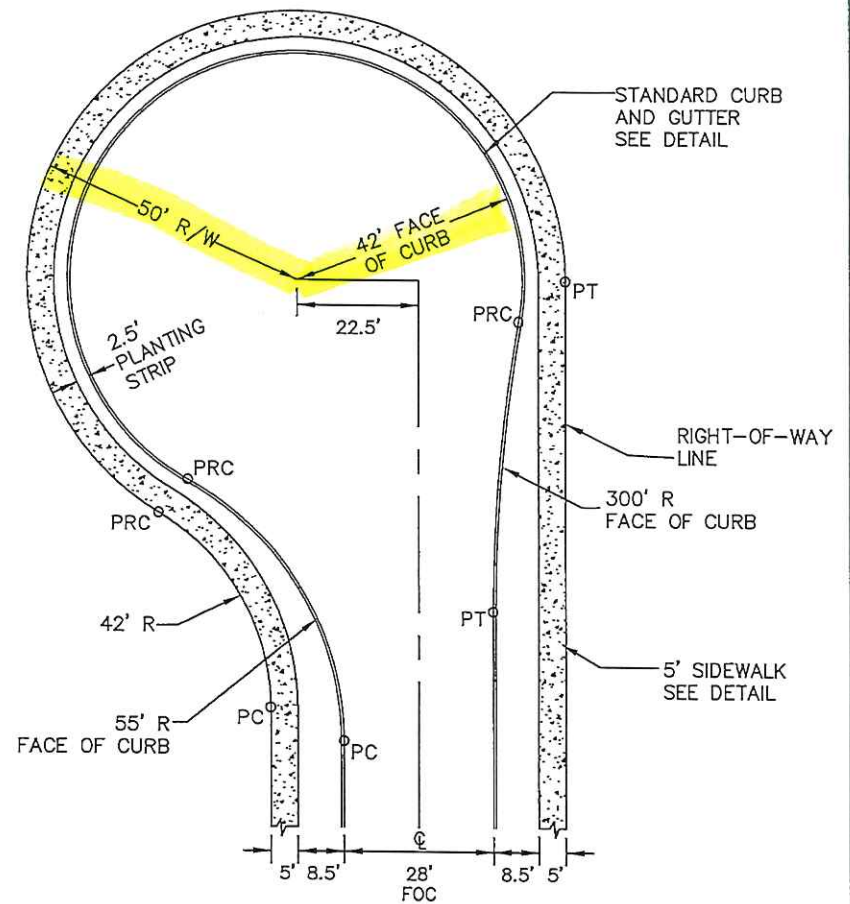 STANDARD CURB
AND GUTTER
SEE DETAIL
50' R/W
42' FACE
OF CURB
22.5'
PT
PRC
2.5'
PLANTING
STRIP
RIGHT-OF-WAY
LINE
PRC
PRC
300' R
FACE OF CURB
42' R
PT
5' SIDEWALK
SEE DETAIL
PC
55' R
FACE OF CURB
PC
℄
5' 8.5' 28' 8.5' 5'
FOC